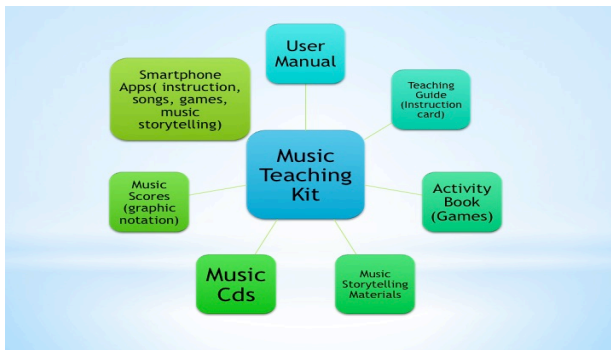 User
Manual
Smartphone
Apps( instruction,
songs, games,
music
storytelling)
Teaching
Guide
(Instruction
card)
Music
Teaching
Kit
Music
Scores
(graphic
notation)
Activity
Book
(Games)
Music
Cds
Music
Storytelling
Materials